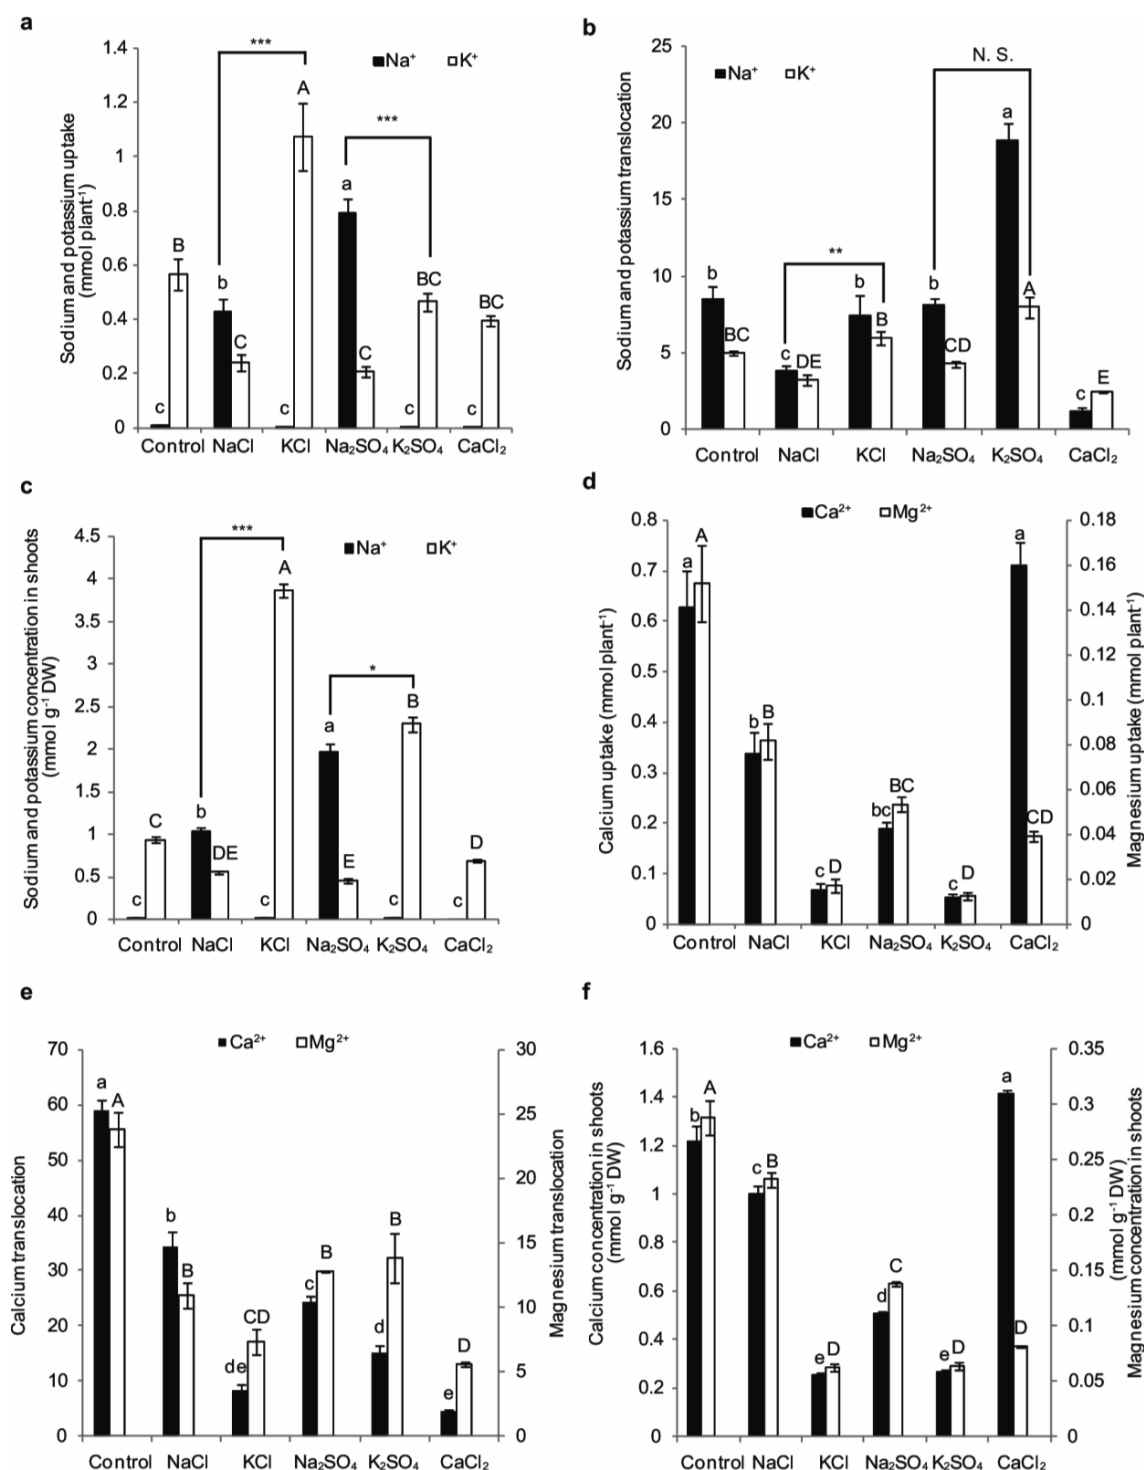 a
Sodium and potassium uptake
(mmol plant⁻¹)
1.4
1.2
1
0.8
0.6
0.4
0.2
0
Na⁺ K⁺
***
***
c B b C c A a C c BC c BC
Control NaCl KCl Na₂SO₄ K₂SO₄ CaCl₂
b
Sodium and potassium translocation
25
20
15
10
5
0
Na⁺ K⁺
N. S.
**
b BC c DE b B b CD a A c E
Control NaCl KCl Na₂SO₄ K₂SO₄ CaCl₂
c
Sodium and potassium concentration in shoots
(mmol g⁻¹ DW)
4.5
4
3.5
3
2.5
2
1.5
1
0.5
0
Na⁺ K⁺
***
*
c C b DE c A a E c B c D
Control NaCl KCl Na₂SO₄ K₂SO₄ CaCl₂
d
Calcium uptake (mmol plant⁻¹)
0.8
0.7
0.6
0.5
0.4
0.3
0.2
0.1
0
Ca²⁺ Mg²⁺
a A b B c D bc BC c D a CD
0.18
0.16
0.14
0.12
0.1
0.08
0.06
0.04
0.02
0
Magnesium uptake (mmol plant⁻¹)
Control NaCl KCl Na₂SO₄ K₂SO₄ CaCl₂
e
Calcium translocation
70
60
50
40
30
20
10
0
Ca²⁺ Mg²⁺
a A b B de CD c B d B e D
30
25
20
15
10
5
0
Magnesium translocation
Control NaCl KCl Na₂SO₄ K₂SO₄ CaCl₂
f
Calcium concentration in shoots
(mmol g⁻¹ DW)
1.6
1.4
1.2
1
0.8
0.6
0.4
0.2
0
Ca²⁺ Mg²⁺
b A c B e D d C e D a D
0.35
0.3
0.25
0.2
0.15
0.1
0.05
0
(mmol g⁻¹ DW)
Magnesium concentration in shoots
Control NaCl KCl Na₂SO₄ K₂SO₄ CaCl₂